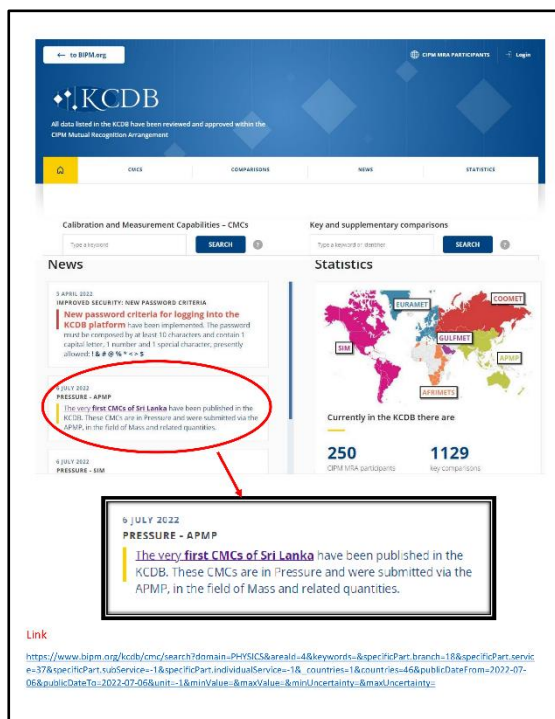 ← to BIPM.org
CIPM MRA PARTICIPANTS
Login
KCDB
All data listed in the KCDB have been reviewed and approved within the
CIPM Mutual Recognition Arrangement
CMCS
COMPARISONS
NEWS
STATISTICS
Calibration and Measurement Capabilities – CMCs
Key and supplementary comparisons
Type a keyword
SEARCH
?
Type a keyword or identifier
SEARCH
?
News
Statistics
3 APRIL 2022
IMPROVED SECURITY: NEW PASSWORD CRITERIA
New password criteria for logging into the
KCDB platform have been implemented. The password
must be composed by at least 10 characters and contain 1
capital letter, 1 number and 1 special character, presently
allowed: ! & # @ % * < > $
6 JULY 2022
PRESSURE - APMP
The very first CMCs of Sri Lanka have been published in the
KCDB. These CMCs are in Pressure and were submitted via the
APMP, in the field of Mass and related quantities.
6 JULY 2022
PRESSURE - SIM
EURAMET
COOMET
GULFMET
SIM
APMP
AFRIMETS
Currently in the KCDB there are
250
CIPM MRA participants
1129
key comparisons
6 JULY 2022
PRESSURE - APMP
The very first CMCs of Sri Lanka have been published in the
KCDB. These CMCs are in Pressure and were submitted via the
APMP, in the field of Mass and related quantities.
Link
https://www.bipm.org/kcdb/cmc/search?domain=PHYSICS&areaId=4&keywords=&specificPart.branch=18&specificPart.servic
e=37&specificPart.subService=-1&specificPart.individualService=-1&_countries=1&countries=46&publicDateFrom=2022-07-
06&publicDateTo=2022-07-06&unit=-1&minValue=&maxValue=&minUncertainty=&maxUncertainty=